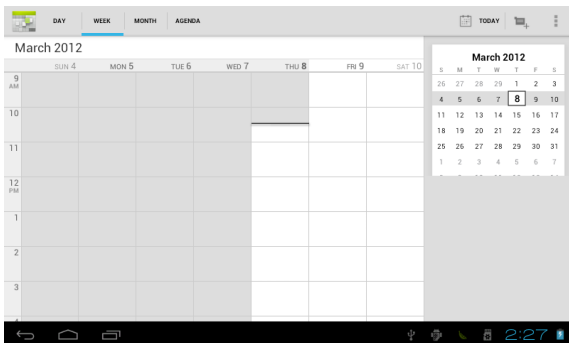 DAY WEEK MONTH AGENDA TODAY
March 2012
SUN 4 MON 5 TUE 6 WED 7 THU 8 FRI 9 SAT 10
9
AM
10
11
12
PM
1
2
3
March 2012
S M T W T F S
26 27 28 29 1 2 3
4 5 6 7 8 9 10
11 12 13 14 15 16 17
18 19 20 21 22 23 24
25 26 27 28 29 30 31
1 2 3 4 5 6 7
2:27